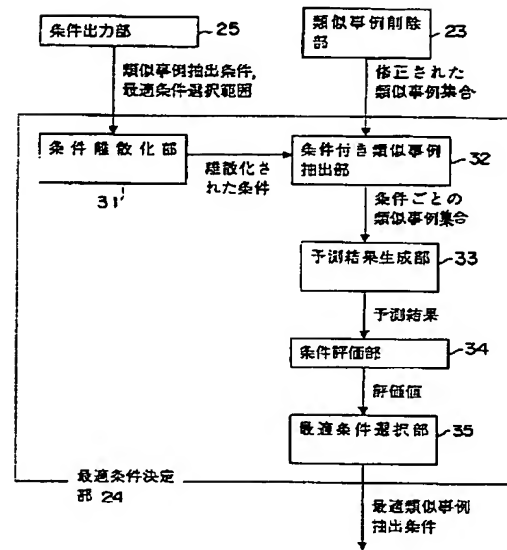 条件出力部
25
類似事例削除
部
23
類似事例抽出条件,
最適条件選択範囲
修正された
類似事例集合
条件離散化部
31'
離散化さ
れた条件
条件付き類似事例
抽出部
32
条件ごとの
類似事例集合
予測結果生成部
33
予測結果
条件評価部
34
評価値
最適条件選択部
35
最適条件決定
部 24
最適類似事例
抽出条件